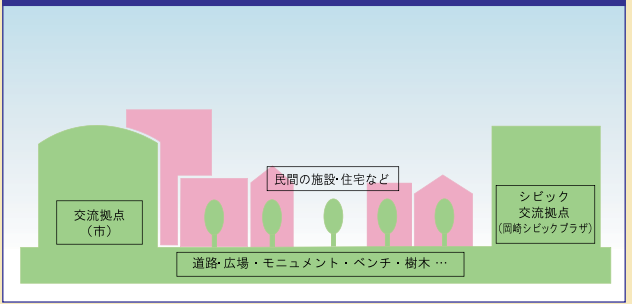 民間の施設・住宅など
交流拠点
（市）
シビック
交流拠点
(岡崎シビックプラザ)
道路・広場・モニュメント・ベンチ・樹木 …